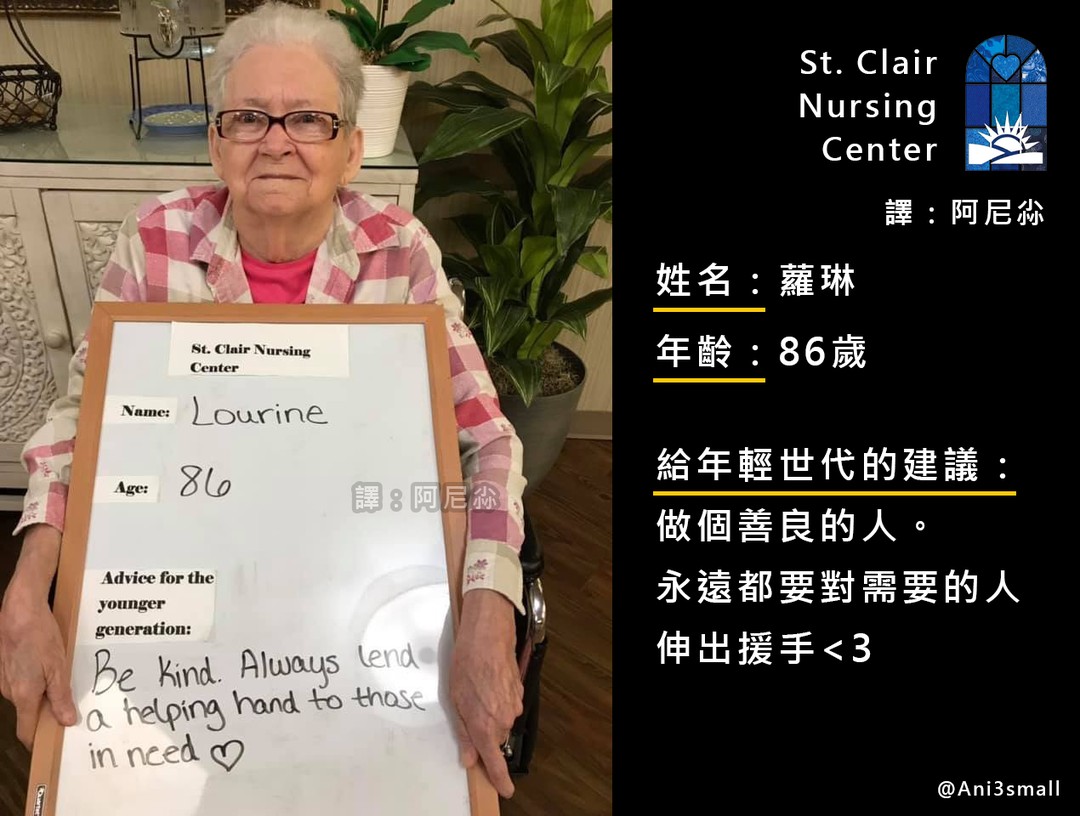 St. Clair Nursing
Center
Name: Lourine
Age: 86
譯：阿尼尛
Advice for the
younger
generation:
Be Kind. Always lend
a helping hand to those
in need ♡
St. Clair
Nursing
Center
譯：阿尼尛
姓名：蘿琳
年齡：86歲
給年輕世代的建議：
做個善良的人。
永遠都要對需要的人
伸出援手<3
@Ani3small